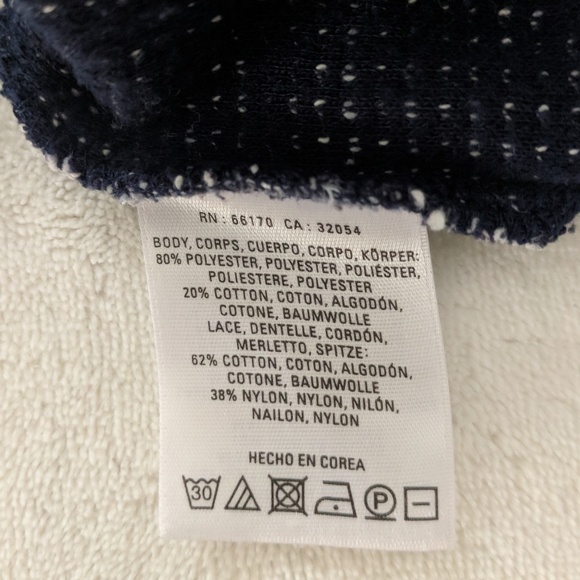 RN : 66170 CA : 32054
BODY, CORPS, CUERPO, CORPO, KÖRPER:
80% POLYESTER, POLYESTER, POLIÉSTER,
POLIESTERE, POLYESTER
20% COTTON, COTON, ALGODÓN,
COTONE, BAUMWOLLE
LACE, DENTELLE, CORDÓN,
MERLETTO, SPITZE:
62% COTTON, COTON, ALGODÓN,
COTONE, BAUMWOLLE
38% NYLON, NYLON, NILÓN,
NAILON, NYLON
HECHO EN COREA
30 P